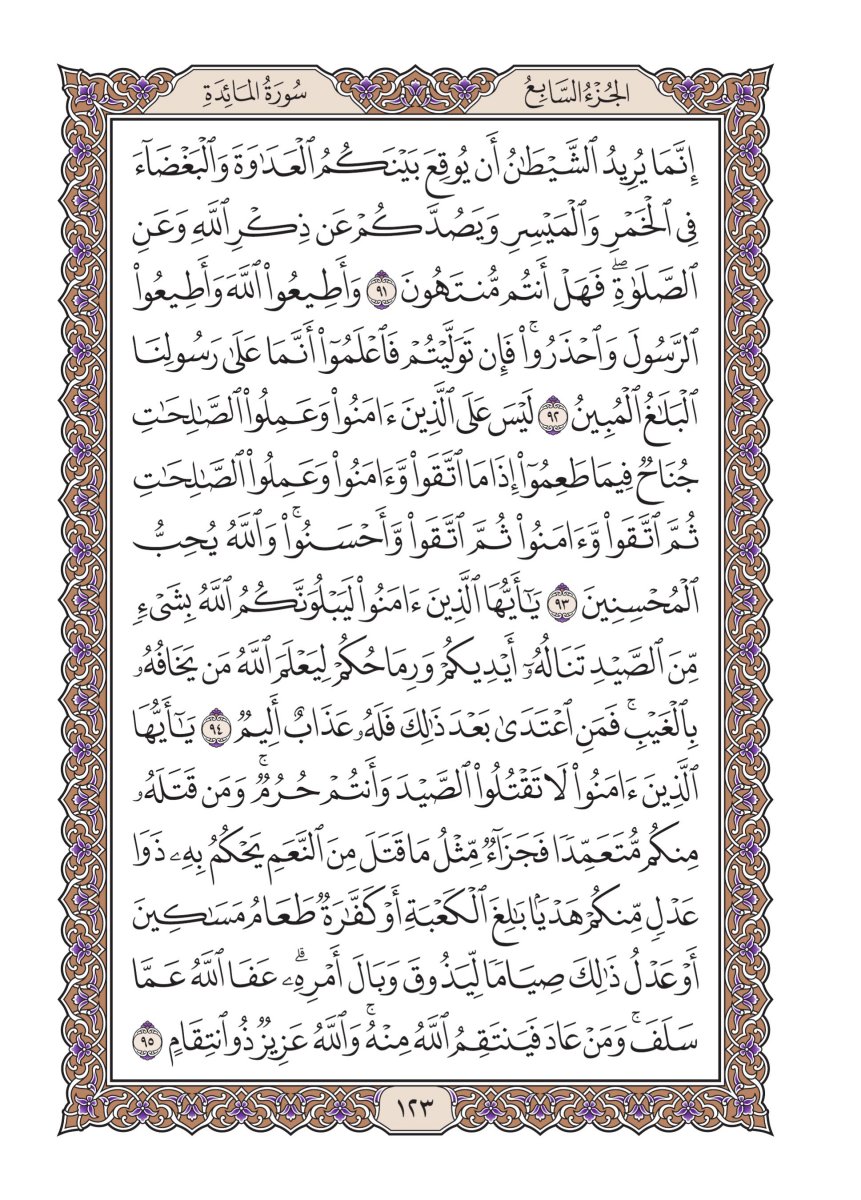 الجُزْءُ السَّابِعُ
سُورَةُ المَائِدَةِ
إِنَّمَا يُرِيدُ ٱلشَّيْطَٰنُ أَن يُوقِعَ بَيْنَكُمُ ٱلْعَدَٰوَةَ وَٱلْبَغْضَآءَ
فِى ٱلْخَمْرِ وَٱلْمَيْسِرِ وَيَصُدَّكُمْ عَن ذِكْرِ ٱللَّهِ وَعَنِ
ٱلصَّلَوٰةِ ۖ فَهَلْ أَنتُم مُّنتَهُونَ ٩١ وَأَطِيعُوا۟ ٱللَّهَ وَأَطِيعُوا۟
ٱلرَّسُولَ وَٱحْذَرُوا۟ ۚ فَإِن تَوَلَّيْتُمْ فَٱعْلَمُوٓا۟ أَنَّمَا عَلَىٰ رَسُولِنَا
ٱلْبَلَٰغُ ٱلْمُبِينُ ٩٢ لَيْسَ عَلَى ٱلَّذِينَ ءَامَنُوا۟ وَعَمِلُوا۟ ٱلصَّٰلِحَٰتِ
جُنَاحٌ فِيمَا طَعِمُوٓا۟ إِذَا مَا ٱتَّقَوا۟ وَّءَامَنُوا۟ وَعَمِلُوا۟ ٱلصَّٰلِحَٰتِ
ثُمَّ ٱتَّقَوا۟ وَّءَامَنُوا۟ ثُمَّ ٱتَّقَوا۟ وَّأَحْسَنُوا۟ ۚ وَٱللَّهُ يُحِبُّ
ٱلْمُحْسِنِينَ ٩٣ يَٰٓأَيُّهَا ٱلَّذِينَ ءَامَنُوا۟ لَيَبْلُوَنَّكُمُ ٱللَّهُ بِشَىْءٍ
مِّنَ ٱلصَّيْدِ تَنَالُهُۥٓ أَيْدِيكُمْ وَرِمَاحُكُمْ لِيَعْلَمَ ٱللَّهُ مَن يَخَافُهُۥ
بِٱلْغَيْبِ ۚ فَمَنِ ٱعْتَدَىٰ بَعْدَ ذَٰلِكَ فَلَهُۥ عَذَابٌ أَلِيمٌ ٩٤ يَٰٓأَيُّهَا
ٱلَّذِينَ ءَامَنُوا۟ لَا تَقْتُلُوا۟ ٱلصَّيْدَ وَأَنتُمْ حُرُمٌ ۚ وَمَن قَتَلَهُۥ
مِنكُم مُّتَعَمِّدًا فَجَزَآءٌ مِّثْلُ مَا قَتَلَ مِنَ ٱلنَّعَمِ يَحْكُمُ بِهِۦ ذَوَا
عَدْلٍ مِّنكُمْ هَدْيًۢا بَٰلِغَ ٱلْكَعْبَةِ أَوْ كَفَّٰرَةٌ طَعَامُ مَسَٰكِينَ
أَوْ عَدْلُ ذَٰلِكَ صِيَامًا لِّيَذُوقَ وَبَالَ أَمْرِهِۦ ۗ عَفَا ٱللَّهُ عَمَّا
سَلَفَ ۚ وَمَنْ عَادَ فَيَنتَقِمُ ٱللَّهُ مِنْهُ ۚ وَٱللَّهُ عَزِيزٌ ذُو ٱنتِقَامٍ ٩٥
١٢٣